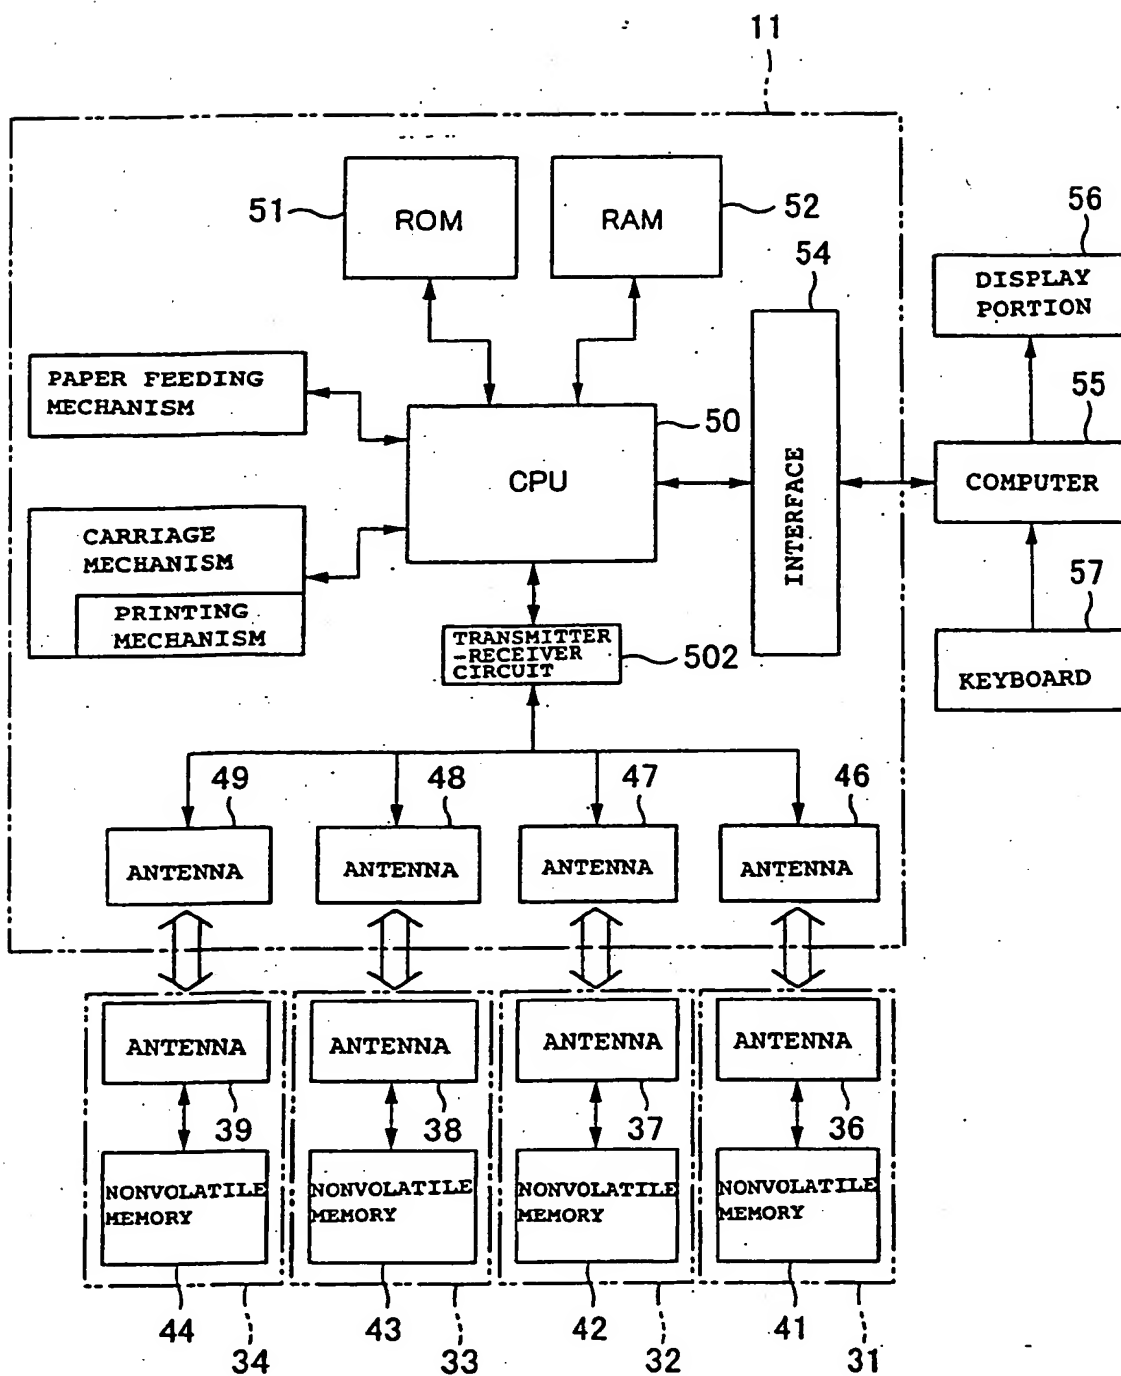 11
51
ROM
RAM
52
54
56
DISPLAY
PORTION
PAPER FEEDING
MECHANISM
50
55
CPU
INTERFACE
COMPUTER
CARRIAGE
MECHANISM
PRINTING
MECHANISM
TRANSMITTER
-RECEIVER
CIRCUIT
502
57
KEYBOARD
49
48
47
46
ANTENNA
ANTENNA
ANTENNA
ANTENNA
ANTENNA
ANTENNA
ANTENNA
ANTENNA
39
38
37
36
NONVOLATILE
MEMORY
NONVOLATILE
MEMORY
NONVOLATILE
MEMORY
NONVOLATILE
MEMORY
44
34
43
33
42
32
41
31